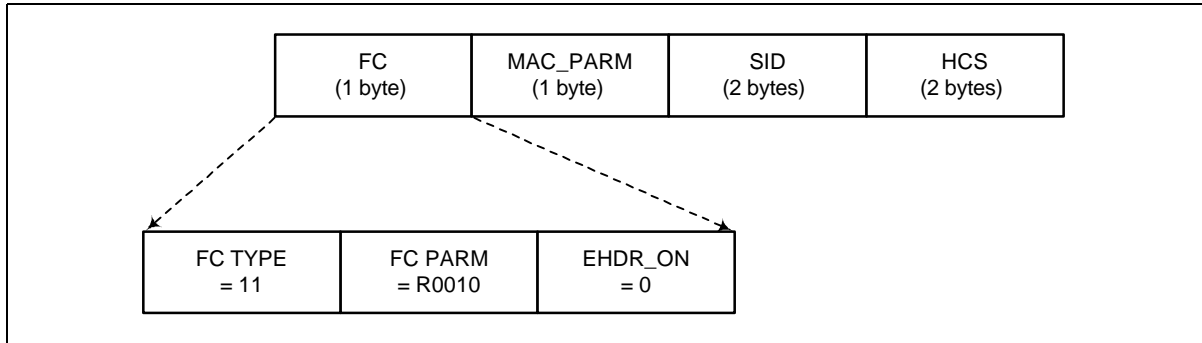 FC
(1 byte)
MAC_PARM
(1 byte)
SID
(2 bytes)
HCS
(2 bytes)
FC TYPE
= 11
FC PARM
= R0010
EHDR_ON
= 0